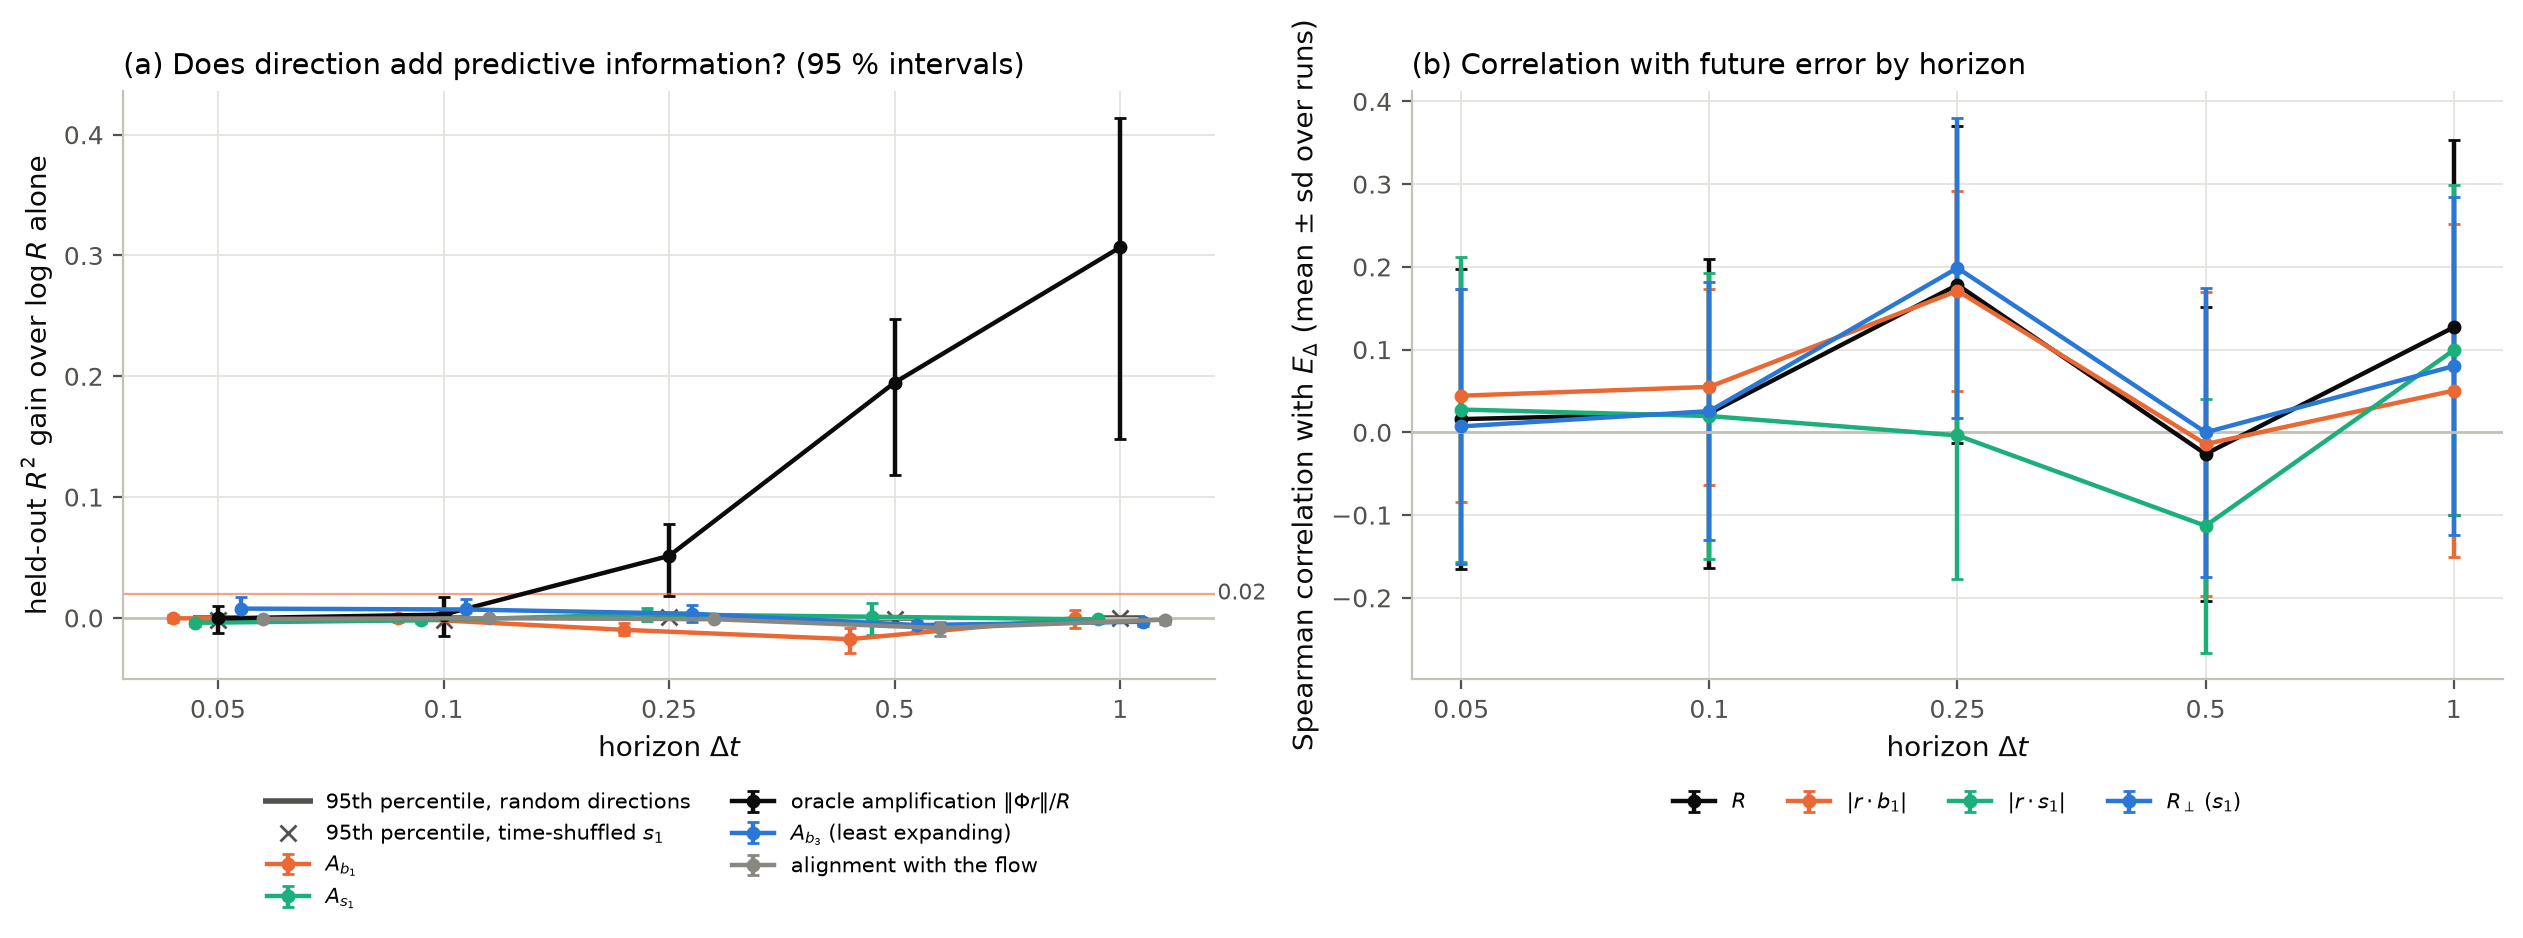 (a) Does direction add predictive information? (95 % intervals)
held-out R² gain over log R alone
0.4
0.3
0.2
0.1
0.0
0.02
0.05 0.1 0.25 0.5 1
horizon Δt
95th percentile, random directions
95th percentile, time-shuffled s₁
A_b₁
A_s₁
oracle amplification ‖Φr‖/R
A_b₃ (least expanding)
alignment with the flow
(b) Correlation with future error by horizon
Spearman correlation with E_Δ (mean ± sd over runs)
0.4
0.3
0.2
0.1
0.0
−0.1
−0.2
0.05 0.1 0.25 0.5 1
horizon Δt
R |r · b₁| |r · s₁| R_⊥ (s₁)